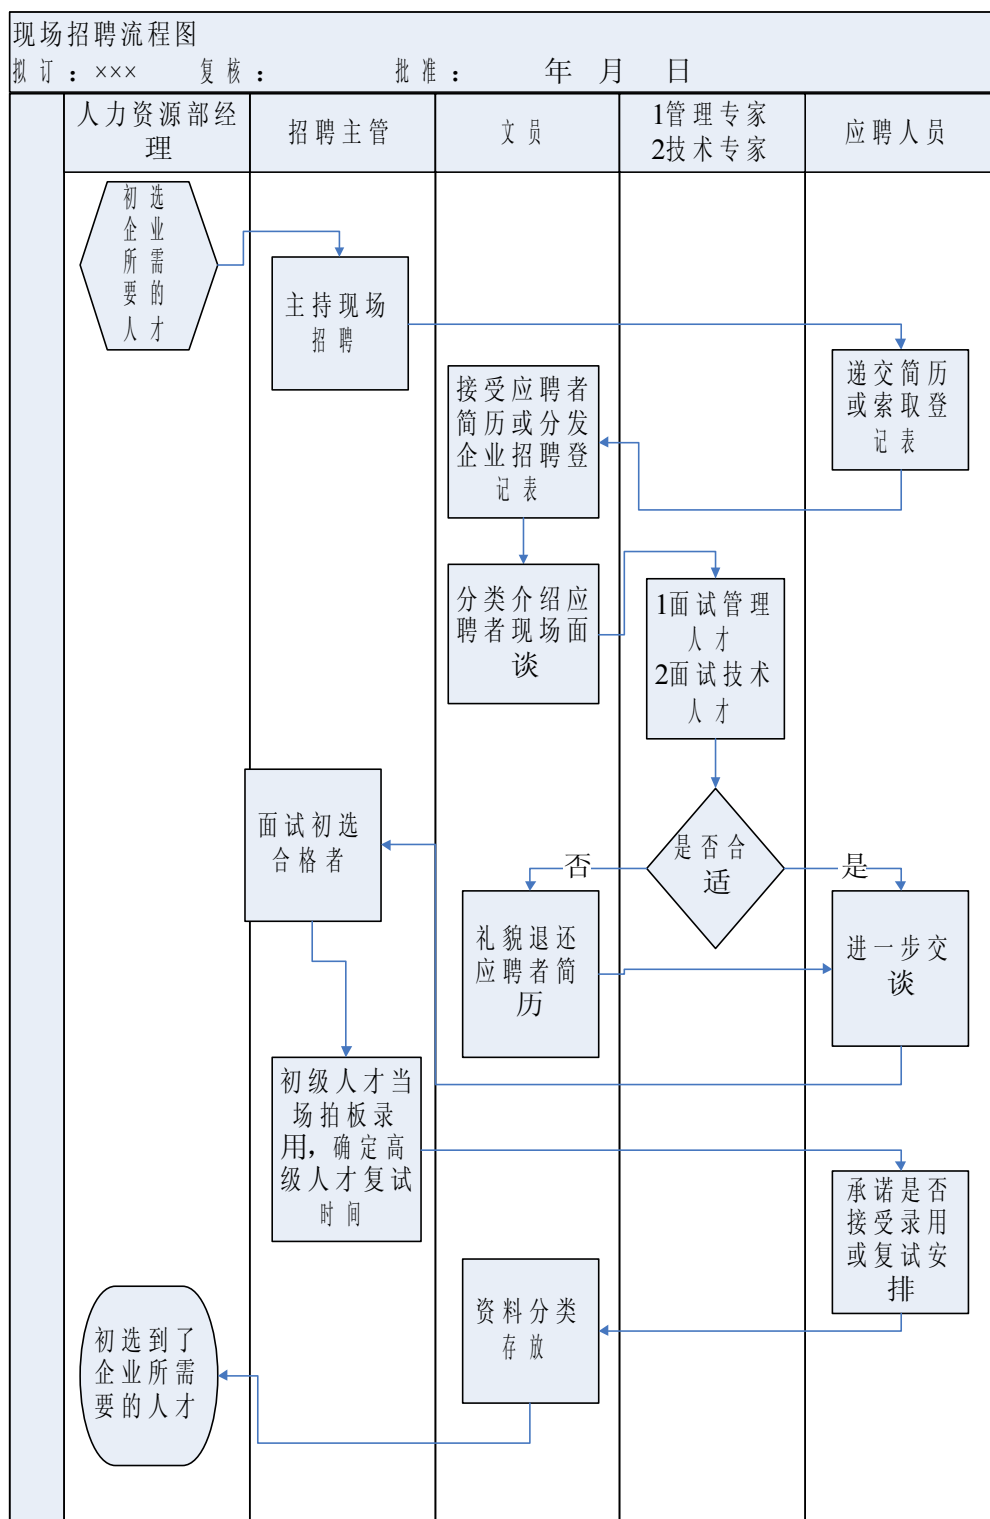 现场招聘流程图
拟订：××× 复核： 批准： 年 月 日
人力资源部经
理
招聘主管
文员
1管理专家
2技术专家
应聘人员
初选
企业
所需
要的
人才
主持现场
招聘
递交简历
或索取登
记表
接受应聘者
简历或分发
企业招聘登
记表
分类介绍应
聘者现场面
谈
1面试管理
人才
2面试技术
人才
面试初选
合格者
是否合
适
否
是
礼貌退还
应聘者简
历
进一步交
谈
初级人才当
场拍板录
用，确定高
级人才复试
时间
承诺是否
接受录用
或复试安
排
资料分类
存放
初选到了
企业所需
要的人才